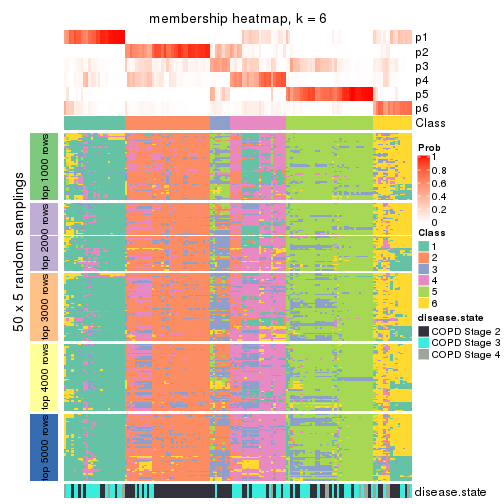 membership heatmap, k = 6
p1
p2
p3
p4
p5
p6
Class
50 x 5 random samplings
top 1000 rows
top 2000 rows
top 3000 rows
top 4000 rows
top 5000 rows
disease.state
Prob
1
0.8
0.6
0.4
0.2
0
Class
1
2
3
4
5
6
disease.state
COPD Stage 2
COPD Stage 3
COPD Stage 4